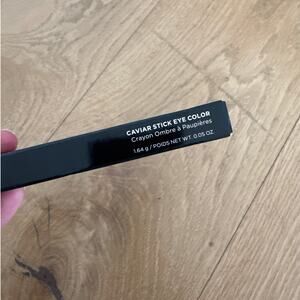 CAVIAR STICK EYE COLOR
Crayon Ombre à Paupières
1.64 g / POIDS NET WT. 0.05 OZ.